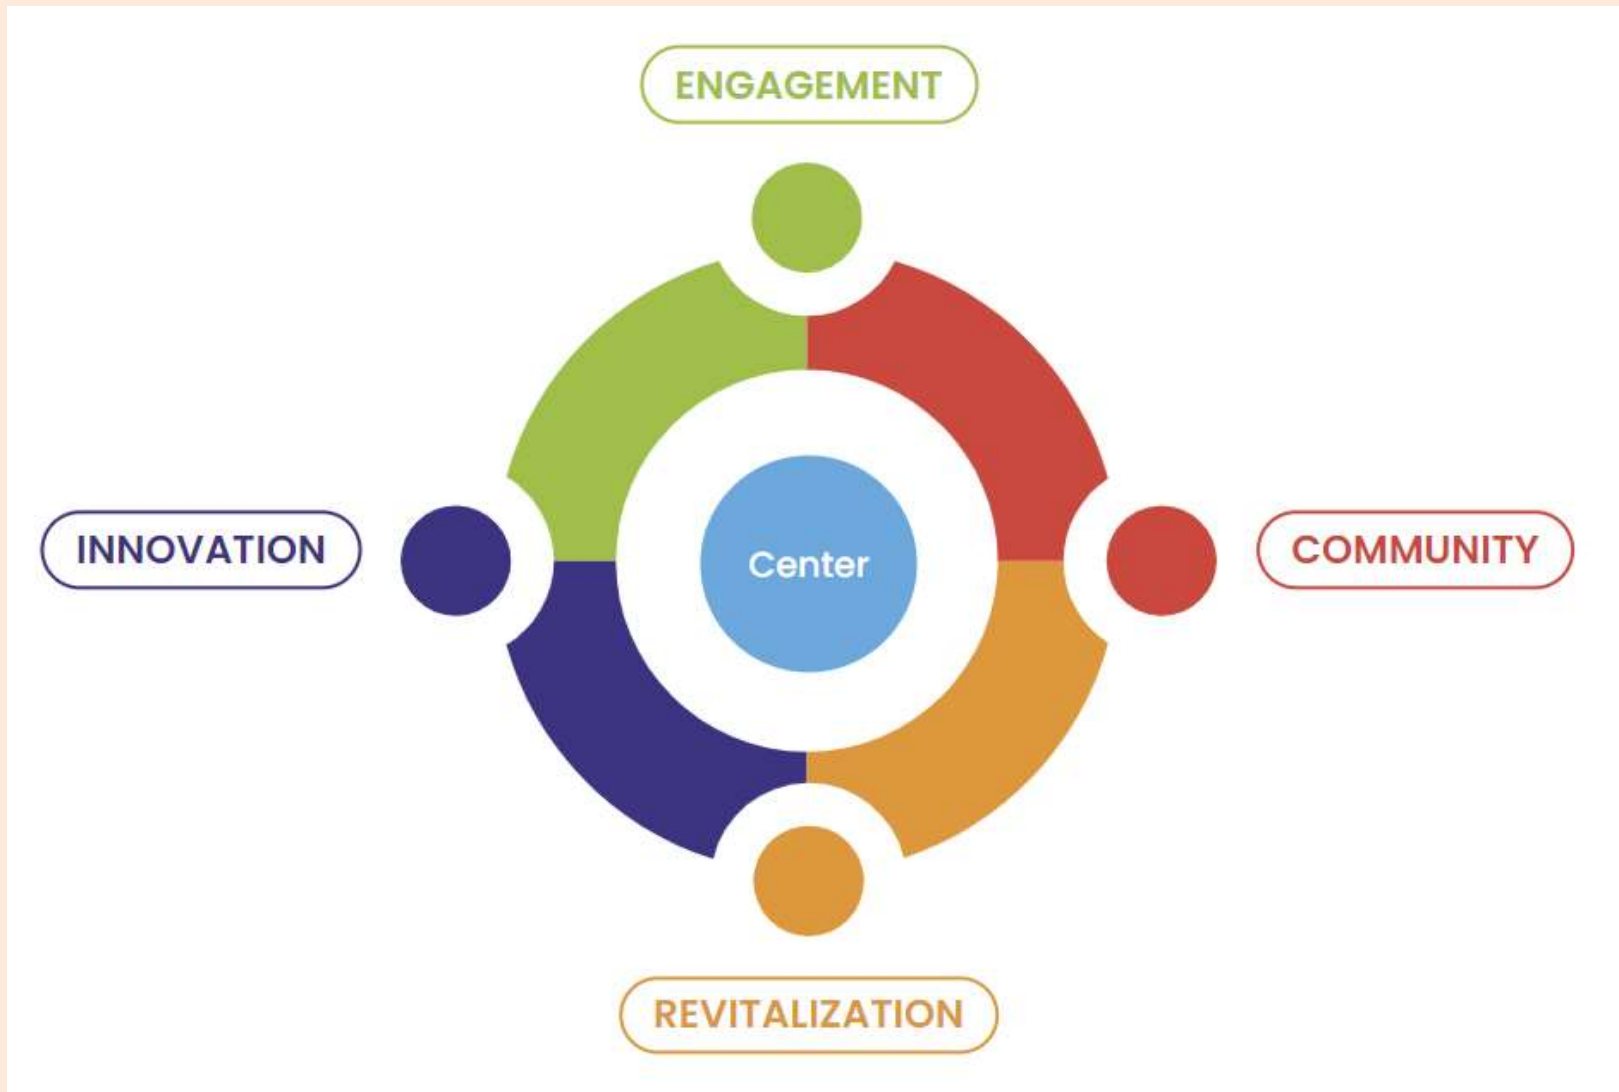 ENGAGEMENT
INNOVATION
Center
COMMUNITY
REVITALIZATION